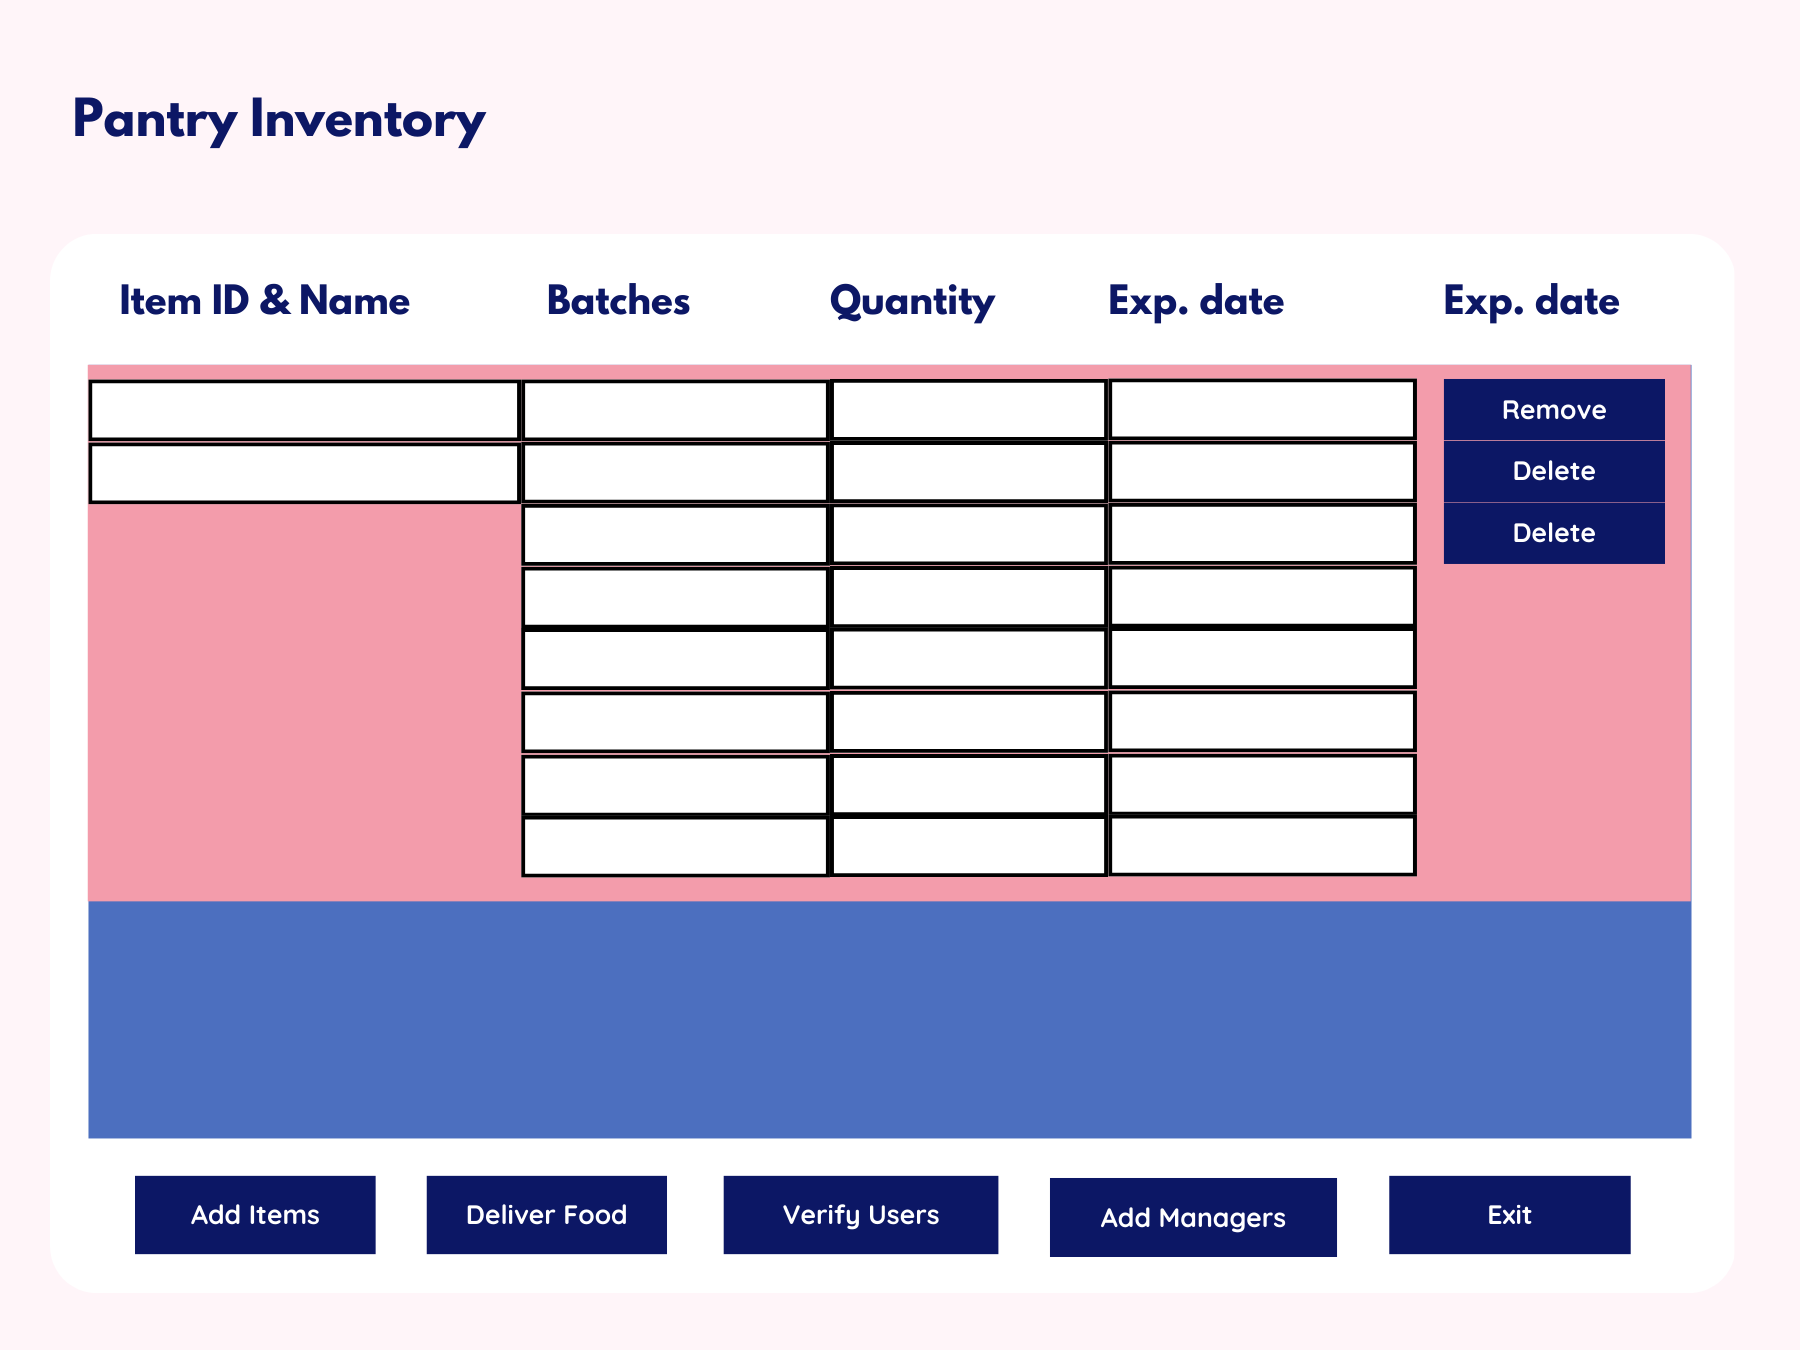 Pantry Inventory
Item ID & Name Batches Quantity Exp. date Exp. date
Remove
Delete
Delete
Add Items Deliver Food Verify Users Add Managers Exit